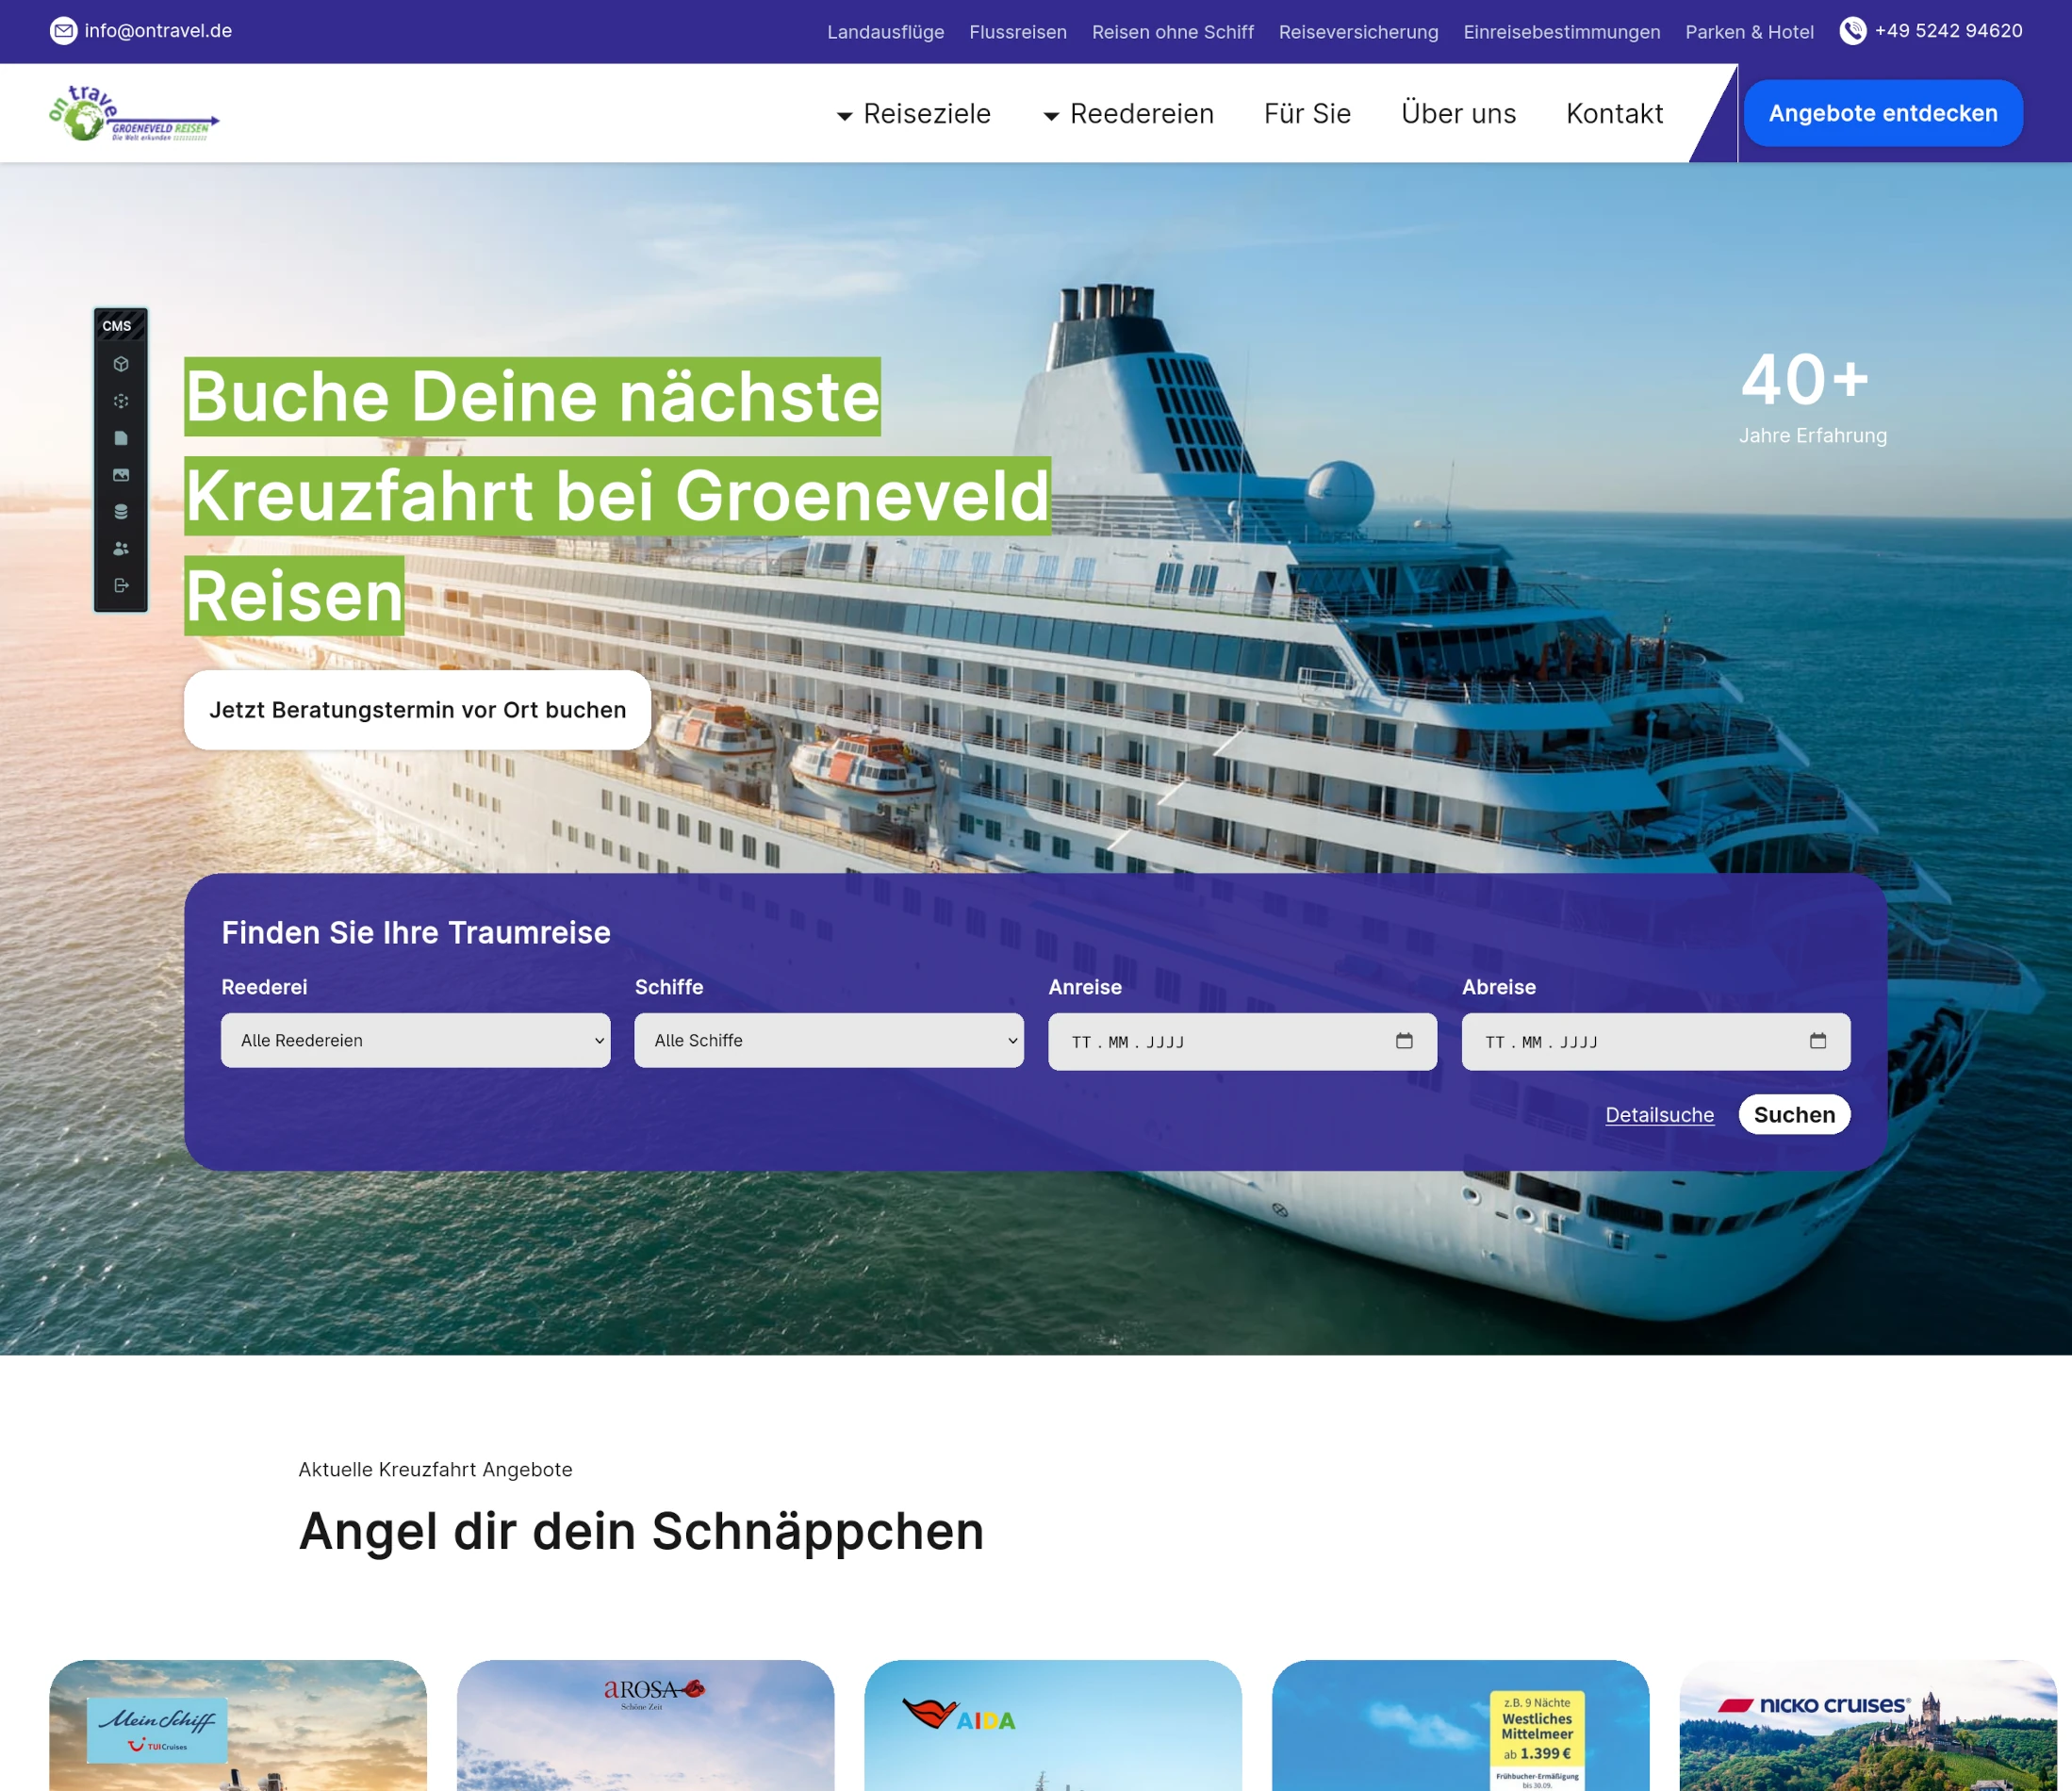 info@ontravel.de
Landausflüge Flussreisen Reisen ohne Schiff Reiseversicherung Einreisebestimmungen Parken & Hotel +49 5242 94620
on trave
GROENEVELD REISEN
Die Welt erkunden
Reiseziele Reedereien Für Sie Über uns Kontakt
Angebote entdecken
CMS
Buche Deine nächste
Kreuzfahrt bei Groeneveld
Reisen
40+
Jahre Erfahrung
Jetzt Beratungstermin vor Ort buchen
Finden Sie Ihre Traumreise
Reederei Schiffe Anreise Abreise
Alle Reedereien Alle Schiffe TT.MM.JJJJ TT.MM.JJJJ
Detailsuche Suchen
Aktuelle Kreuzfahrt Angebote
Angel dir dein Schnäppchen
Mein Schiff
TUI Cruises
aROSA
Schöne Zeit
AIDA
z.B. 9 Nächte
Westliches
Mittelmeer
ab 1.399 €
Frühbucher-Ermäßigung
bis 30.09.
nicko cruises®